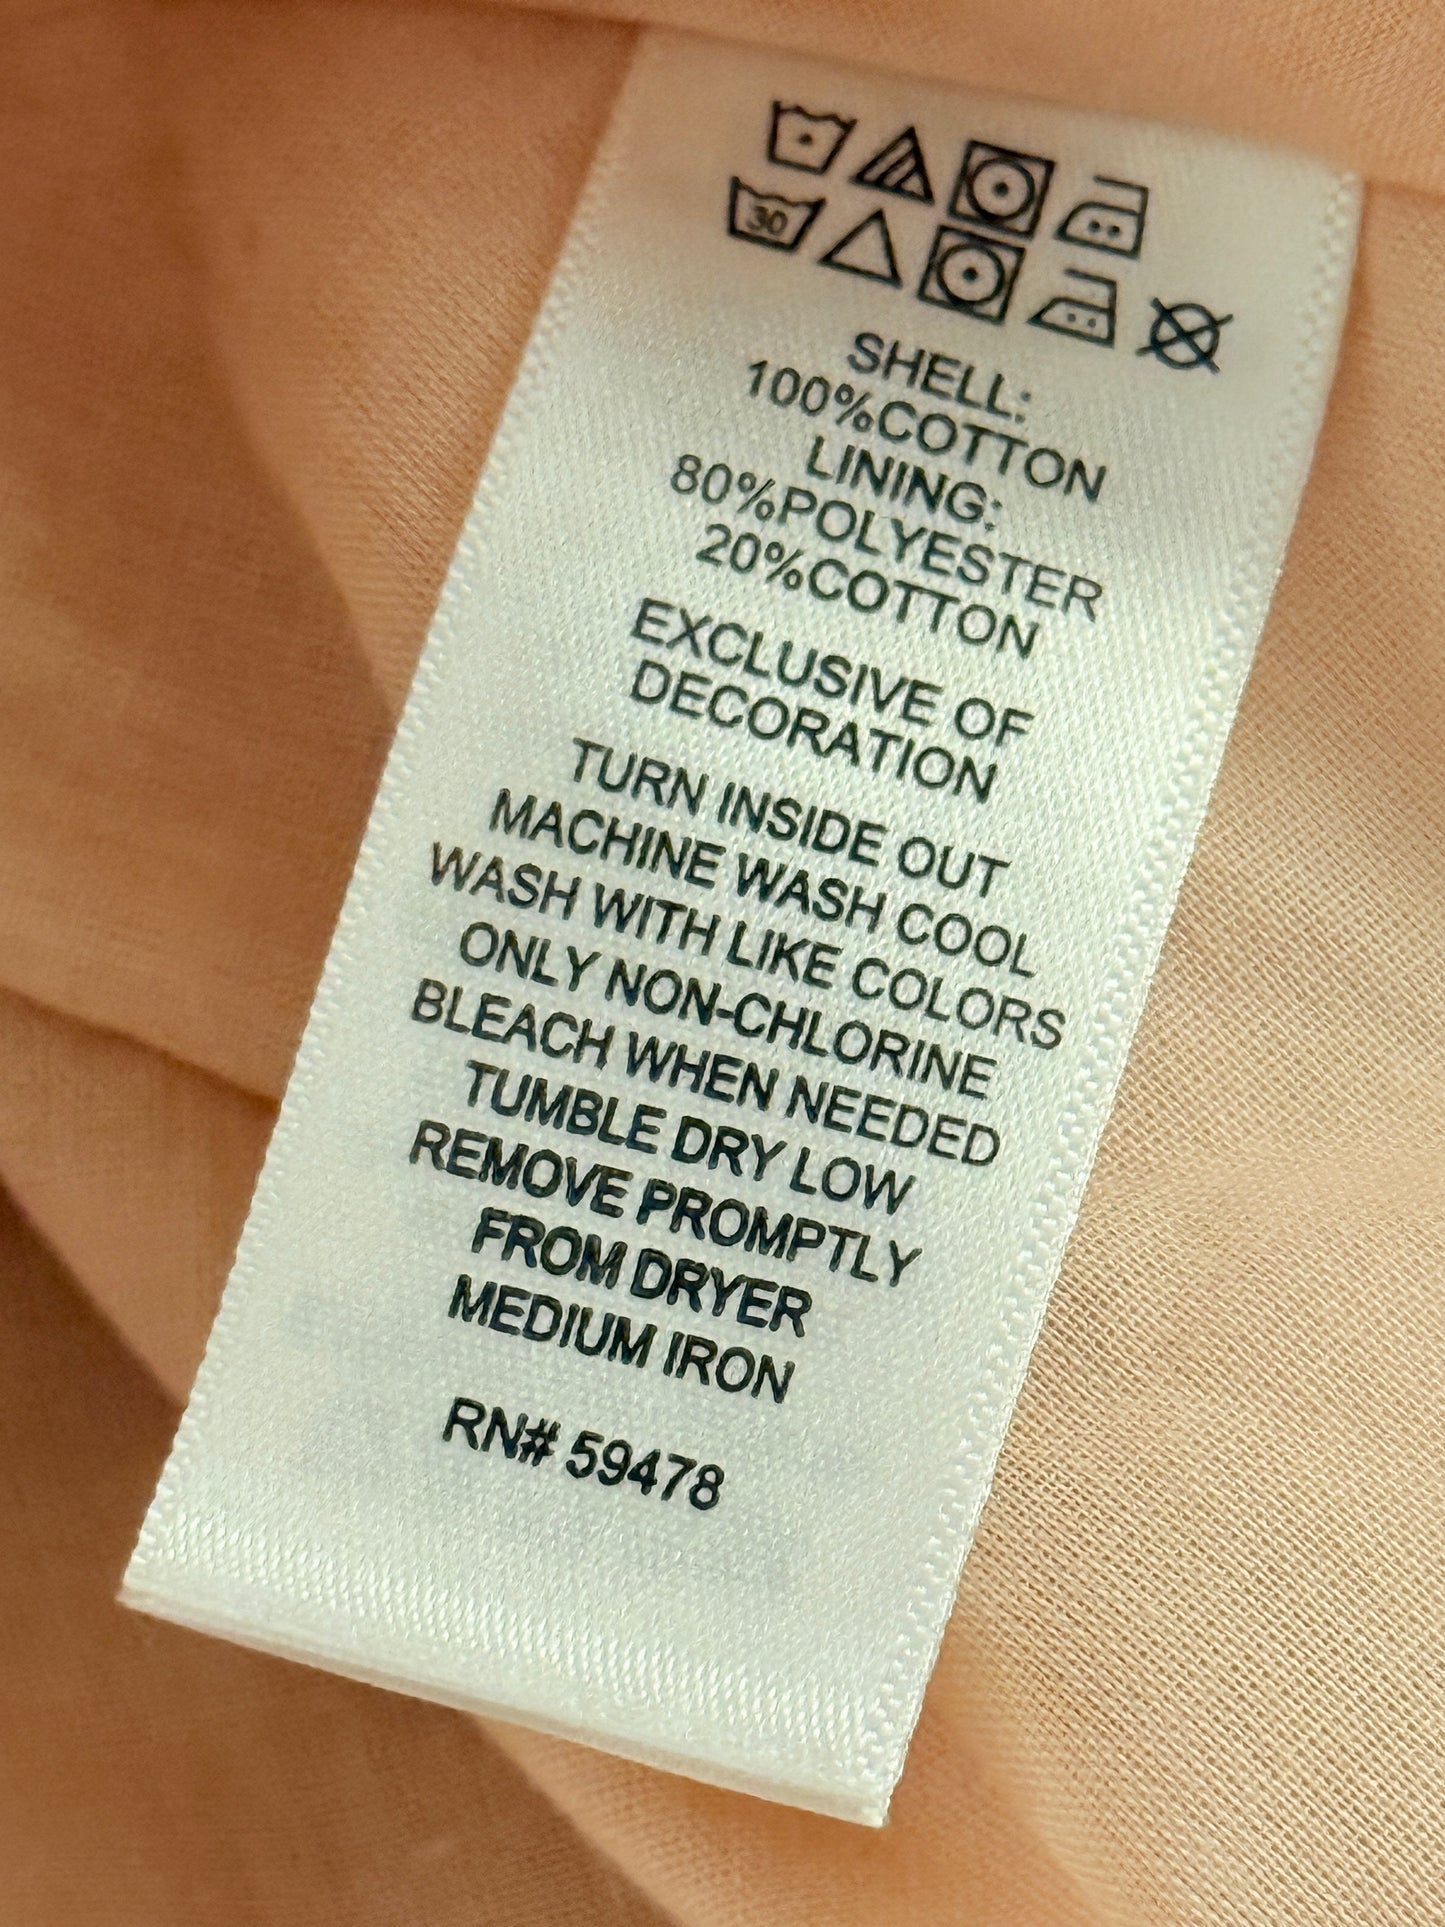 30
SHELL:
100%COTTON
LINING:
80%POLYESTER
20%COTTON
EXCLUSIVE OF
DECORATION
TURN INSIDE OUT
MACHINE WASH COOL
WASH WITH LIKE COLORS
ONLY NON-CHLORINE
BLEACH WHEN NEEDED
TUMBLE DRY LOW
REMOVE PROMPTLY
FROM DRYER
MEDIUM IRON
RN# 59478